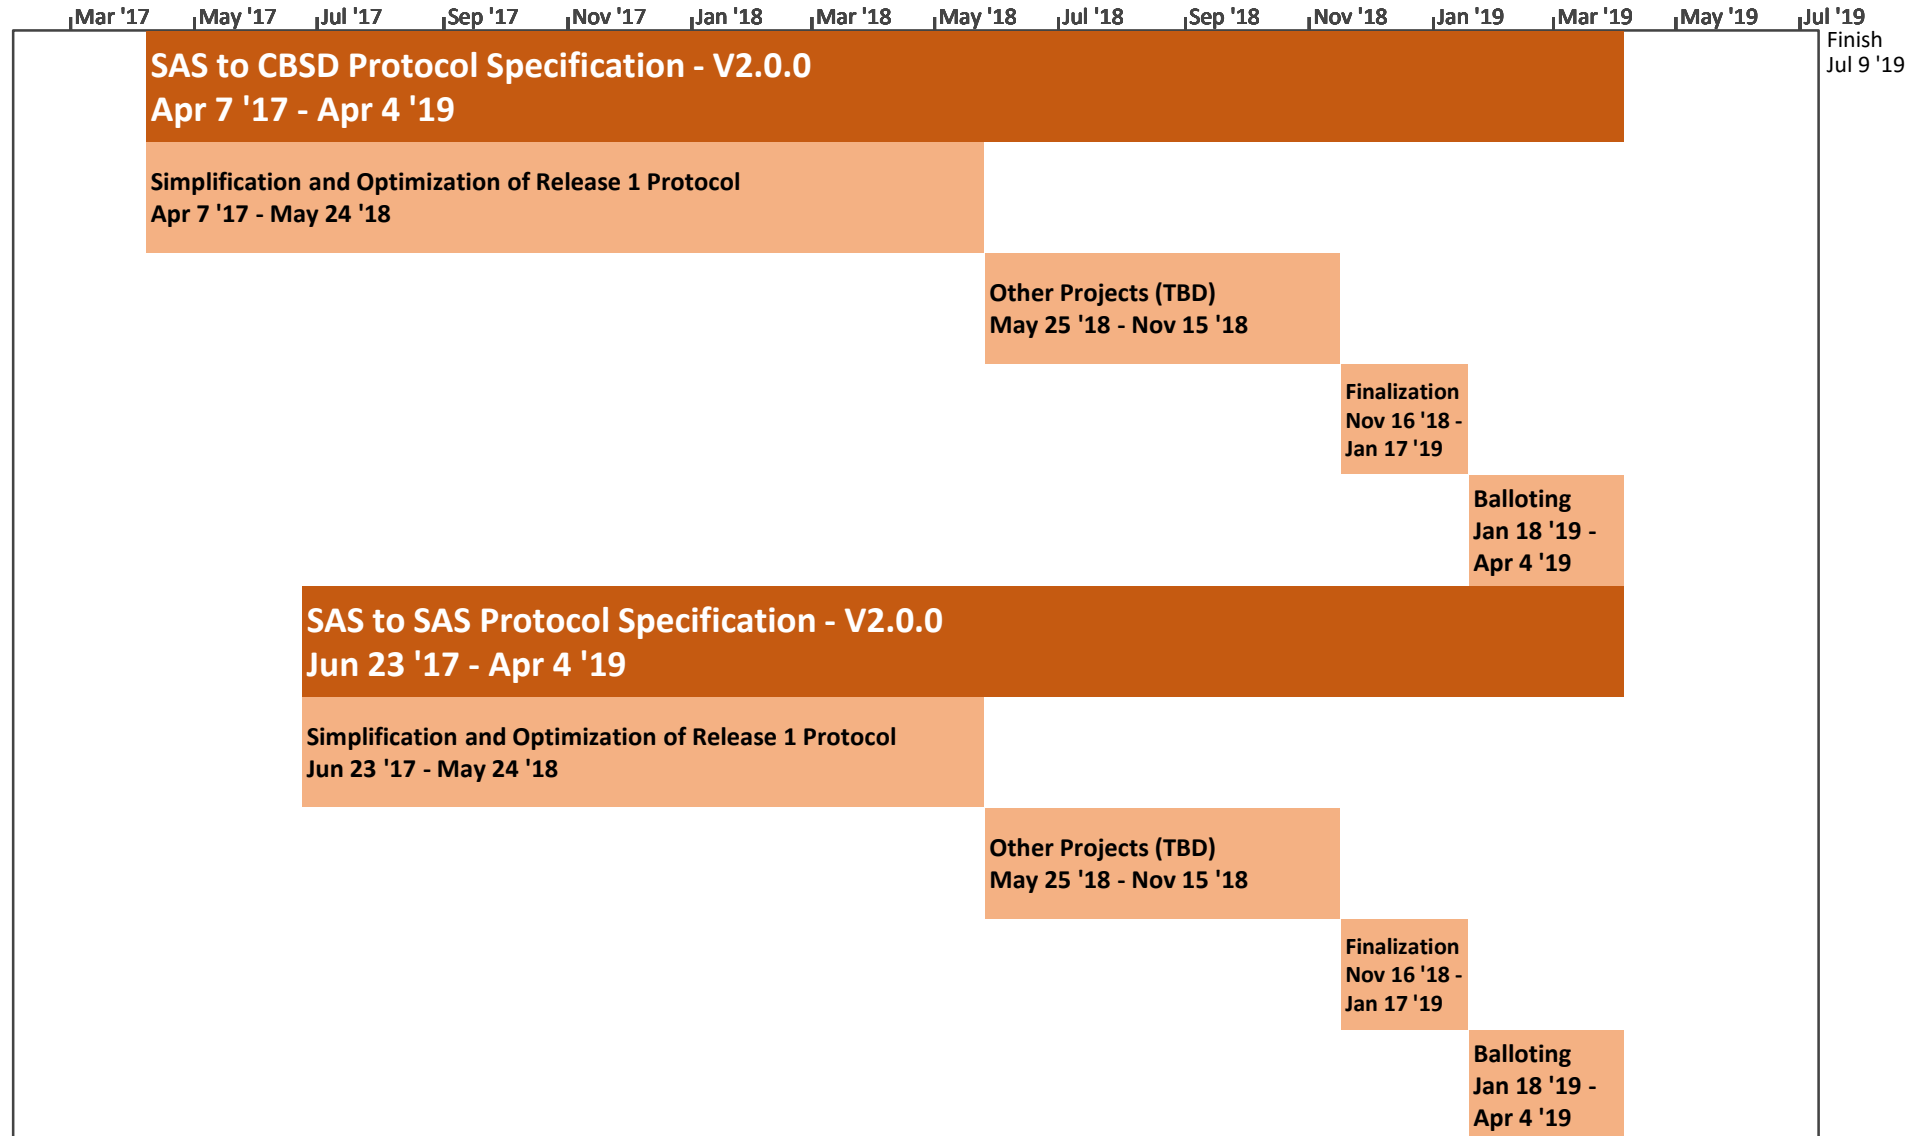 Mar '17 May '17 Jul '17 Sep '17 Nov '17 Jan '18 Mar '18 May '18 Jul '18 Sep '18 Nov '18 Jan '19 Mar '19 May '19 Jul '19
Finish
Jul 9 '19
SAS to CBSD Protocol Specification - V2.0.0
Apr 7 '17 - Apr 4 '19
Simplification and Optimization of Release 1 Protocol
Apr 7 '17 - May 24 '18
Other Projects (TBD)
May 25 '18 - Nov 15 '18
Finalization
Nov 16 '18 -
Jan 17 '19
Balloting
Jan 18 '19 -
Apr 4 '19
SAS to SAS Protocol Specification - V2.0.0
Jun 23 '17 - Apr 4 '19
Simplification and Optimization of Release 1 Protocol
Jun 23 '17 - May 24 '18
Other Projects (TBD)
May 25 '18 - Nov 15 '18
Finalization
Nov 16 '18 -
Jan 17 '19
Balloting
Jan 18 '19 -
Apr 4 '19